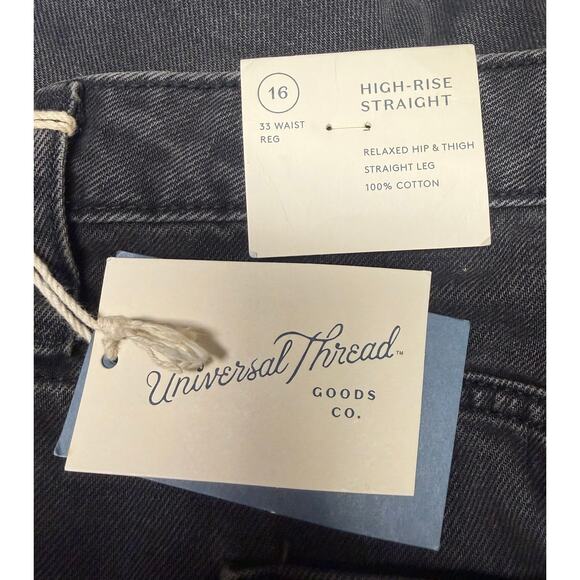 16
33 WAIST
REG
HIGH-RISE
STRAIGHT
RELAXED HIP & THIGH
STRAIGHT LEG
100% COTTON
Universal Thread™
GOODS
CO.